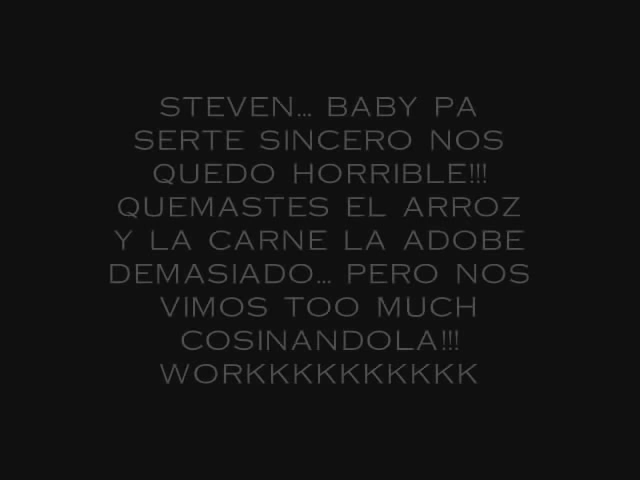 STEVEN... BABY PA
SERTE SINCERO NOS
QUEDO HORRIBLE!!!
QUEMASTES EL ARROZ
Y LA CARNE LA ADOBE
DEMASIADO... PERO NOS
VIMOS TOO MUCH
COSINANDOLA!!!
WORKKKKKKKKKKK